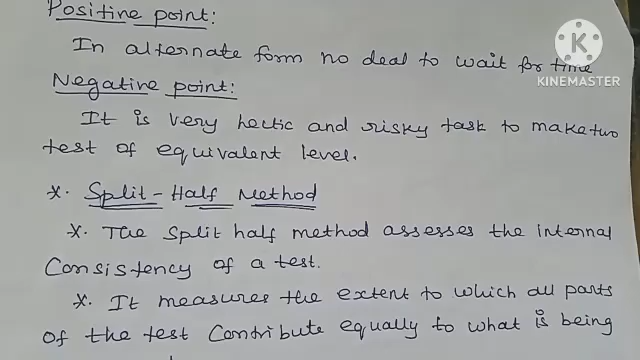 Positive point:
In alternate form no deal to wait for time
Negative point:
It is very hectic and risky task to make two
test of equivalent level.
*. Split-Half Method
*. The split half method assesses the internal
Consistency of a test.
*. It measures the extent to which all parts
of the test contribute equally to what is being
K
KINEMASTER